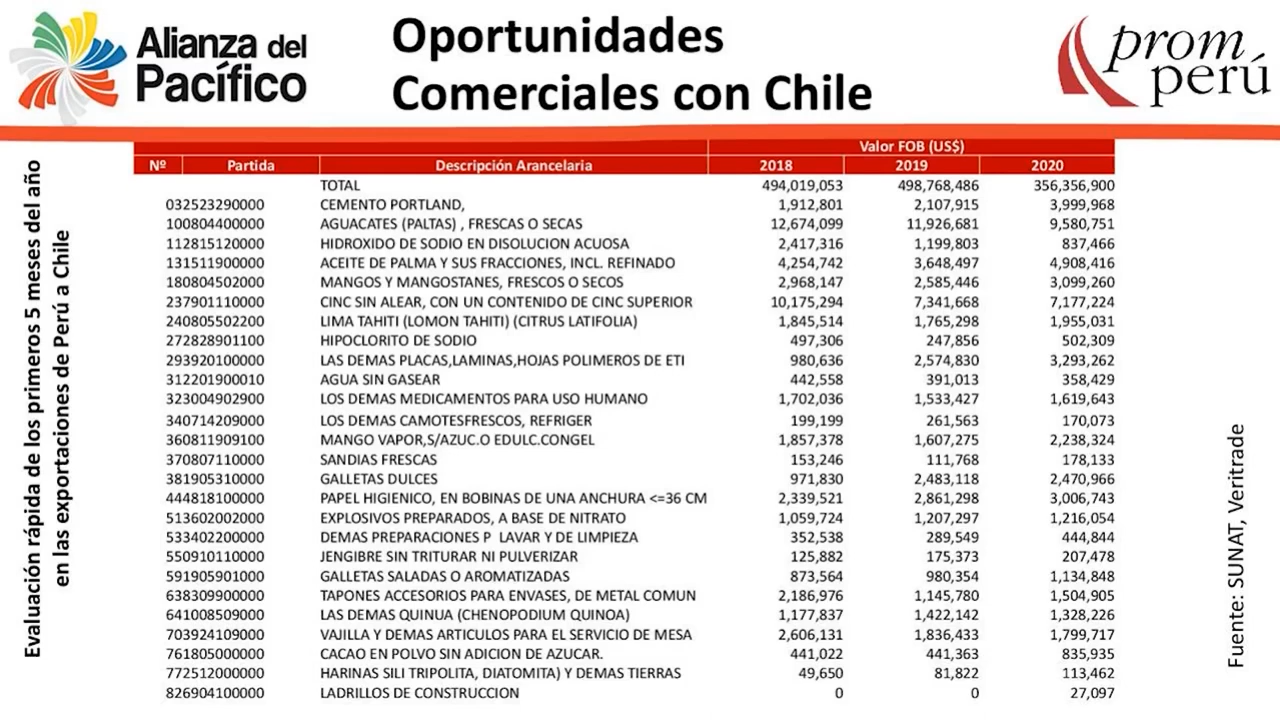 Alianza del
Pacífico
Oportunidades
Comerciales con Chile
prom
perú
Evaluación rápida de los primeros 5 meses del año
en las exportaciones de Perú a Chile
Valor FOB (US$)
Nº Partida Descripción Arancelaria 2018 2019 2020
TOTAL 494,019,053 498,768,486 356,356,900
032523290000 CEMENTO PORTLAND, 1,912,801 2,107,915 3,999,968
100804400000 AGUACATES (PALTAS) , FRESCAS O SECAS 12,674,099 11,926,681 9,580,751
112815120000 HIDROXIDO DE SODIO EN DISOLUCION ACUOSA 2,417,316 1,199,803 837,466
131511900000 ACEITE DE PALMA Y SUS FRACCIONES, INCL. REFINADO 4,254,742 3,648,497 4,908,416
180804502000 MANGOS Y MANGOSTANES, FRESCOS O SECOS 2,968,147 2,585,446 3,099,260
237901110000 CINC SIN ALEAR, CON UN CONTENIDO DE CINC SUPERIOR 10,175,294 7,341,668 7,177,224
240805502200 LIMA TAHITI (LOMON TAHITI) (CITRUS LATIFOLIA) 1,845,514 1,765,298 1,955,031
272828901100 HIPOCLORITO DE SODIO 497,306 247,856 502,309
293920100000 LAS DEMAS PLACAS,LAMINAS,HOJAS POLIMEROS DE ETI 980,636 2,574,830 3,293,262
312201900010 AGUA SIN GASEAR 442,558 391,013 358,429
323004902900 LOS DEMAS MEDICAMENTOS PARA USO HUMANO 1,702,036 1,533,427 1,619,643
340714209000 LOS DEMAS CAMOTESFRESCOS, REFRIGER 199,199 261,563 170,073
360811909100 MANGO VAPOR,S/AZUC.O EDULC.CONGEL 1,857,378 1,607,275 2,238,324
370807110000 SANDIAS FRESCAS 153,246 111,768 178,133
381905310000 GALLETAS DULCES 971,830 2,483,118 2,470,966
444818100000 PAPEL HIGIENICO, EN BOBINAS DE UNA ANCHURA <=36 CM 2,339,521 2,861,298 3,006,743
513602002000 EXPLOSIVOS PREPARADOS, A BASE DE NITRATO 1,059,724 1,207,297 1,216,054
533402200000 DEMAS PREPARACIONES P LAVAR Y DE LIMPIEZA 352,538 289,549 444,844
550910110000 JENGIBRE SIN TRITURAR NI PULVERIZAR 125,882 175,373 207,478
591905901000 GALLETAS SALADAS O AROMATIZADAS 873,564 980,354 1,134,848
638309900000 TAPONES ACCESORIOS PARA ENVASES, DE METAL COMUN 2,186,976 1,145,780 1,504,905
641008509000 LAS DEMAS QUINUA (CHENOPODIUM QUINOA) 1,177,837 1,422,142 1,328,226
703924109000 VAJILLA Y DEMAS ARTICULOS PARA EL SERVICIO DE MESA 2,606,131 1,836,433 1,799,717
761805000000 CACAO EN POLVO SIN ADICION DE AZUCAR. 441,022 441,363 835,935
772512000000 HARINAS SILI TRIPOLITA, DIATOMITA) Y DEMAS TIERRAS 49,650 81,822 113,462
826904100000 LADRILLOS DE CONSTRUCCION 0 0 27,097
Fuente: SUNAT, Veritrade